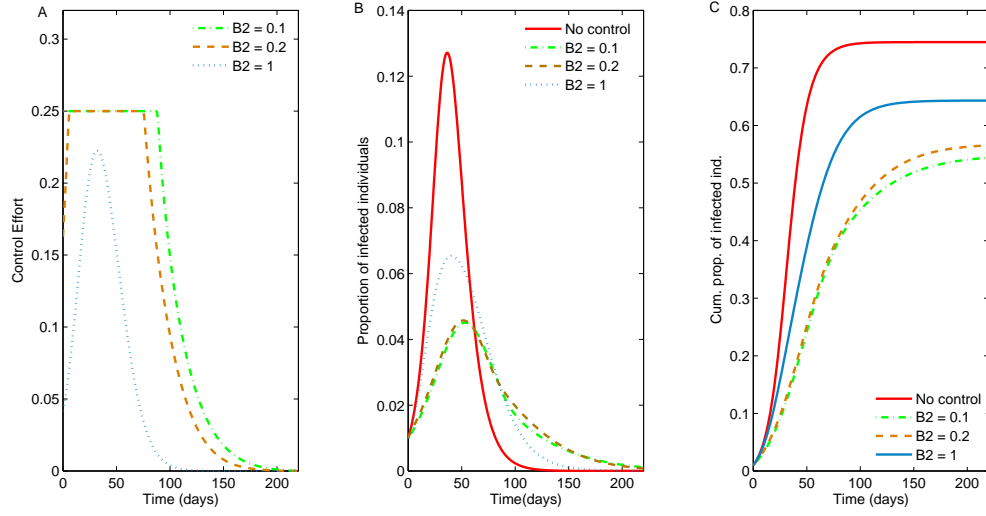 A
Control Effort
0.3
0.25
0.2
0.15
0.1
0.05
0
B2 = 0.1
B2 = 0.2
B2 = 1
0
50
100
150
200
Time (days)
B
Proportion of infected individuals
0.14
0.12
0.1
0.08
0.06
0.04
0.02
0
No control
B2 = 0.1
B2 = 0.2
B2 = 1
0
50
100
150
200
Time(days)
C
Cum. prop. of infected ind.
0.8
0.7
0.6
0.5
0.4
0.3
0.2
0.1
0
No control
B2 = 0.1
B2 = 0.2
B2 = 1
0
50
100
150
200
Time (days)